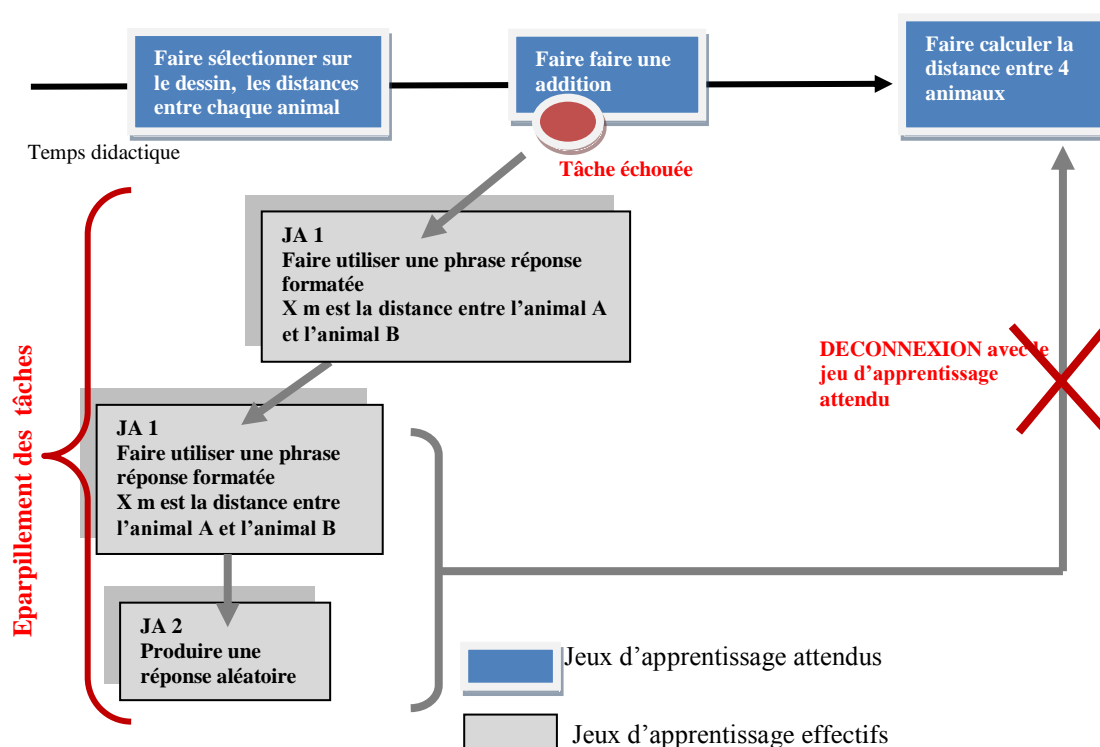 Faire sélectionner sur
le dessin, les distances
entre chaque animal
Faire faire une
addition
Faire calculer la
distance entre 4
animaux
Temps didactique
Tâche échouée
JA 1
Faire utiliser une phrase réponse
formatée
X m est la distance entre l'animal A
et l'animal B
DECONNEXION avec le
jeu d'apprentissage
attendu
Eparpillement des tâches
JA 1
Faire utiliser une phrase
réponse formatée
X m est la distance entre
l'animal A et l'animal B
JA 2
Produire une
réponse aléatoire
Jeux d'apprentissage attendus
Jeux d'apprentissage effectifs